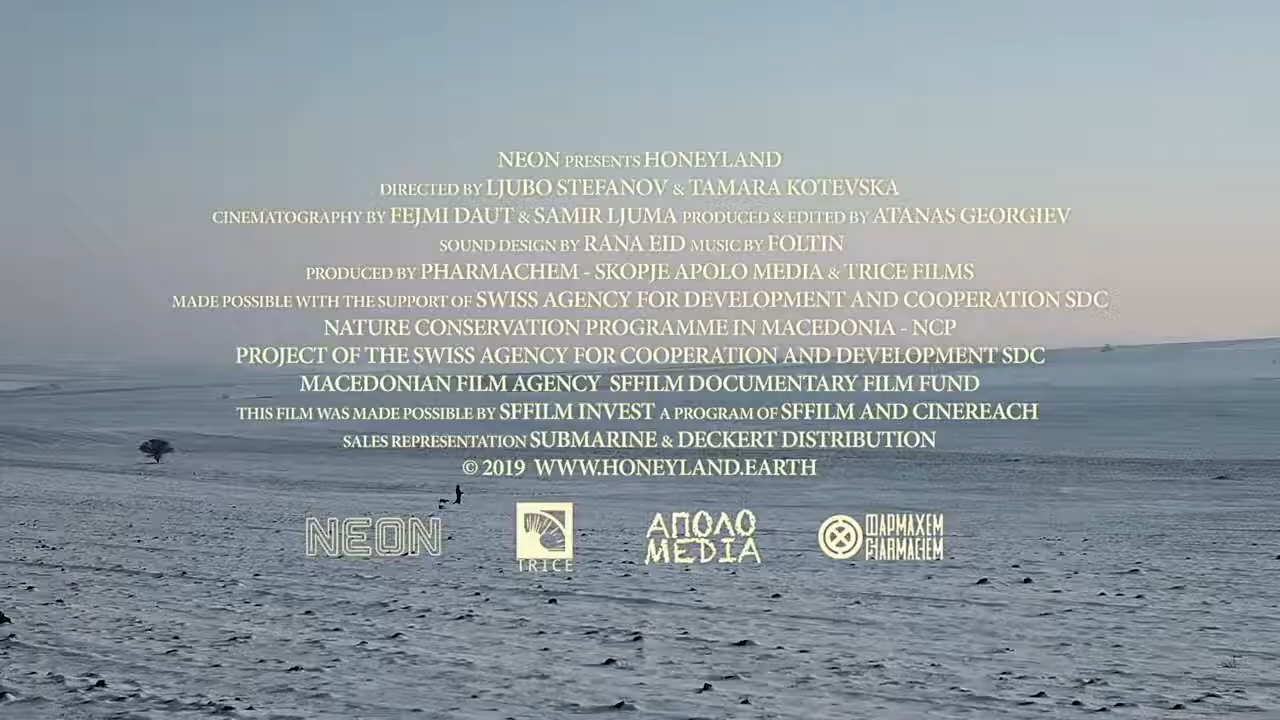 NEON PRESENTS HONEYLAND
DIRECTED BY LJUBO STEFANOV & TAMARA KOTEVSKA
CINEMATOGRAPHY BY FEJMI DAUT & SAMIR LJUMA PRODUCED & EDITED BY ATANAS GEORGIEV
SOUND DESIGN BY RANA EID MUSIC BY FOLTIN
PRODUCED BY PHARMACHEM - SKOPJE APOLO MEDIA & TRICE FILMS
MADE POSSIBLE WITH THE SUPPORT OF SWISS AGENCY FOR DEVELOPMENT AND COOPERATION SDC
NATURE CONSERVATION PROGRAMME IN MACEDONIA - NCP
PROJECT OF THE SWISS AGENCY FOR COOPERATION AND DEVELOPMENT SDC
MACEDONIAN FILM AGENCY SFFILM DOCUMENTARY FILM FUND
THIS FILM WAS MADE POSSIBLE BY SFFILM INVEST A PROGRAM OF SFFILM AND CINEREACH
SALES REPRESENTATION SUBMARINE & DECKERT DISTRIBUTION
© 2019 WWW.HONEYLAND.EARTH
NEON
TRICE
АПОЛО
MEDIA
ФАРМАХЕМ
PHARMACHEM